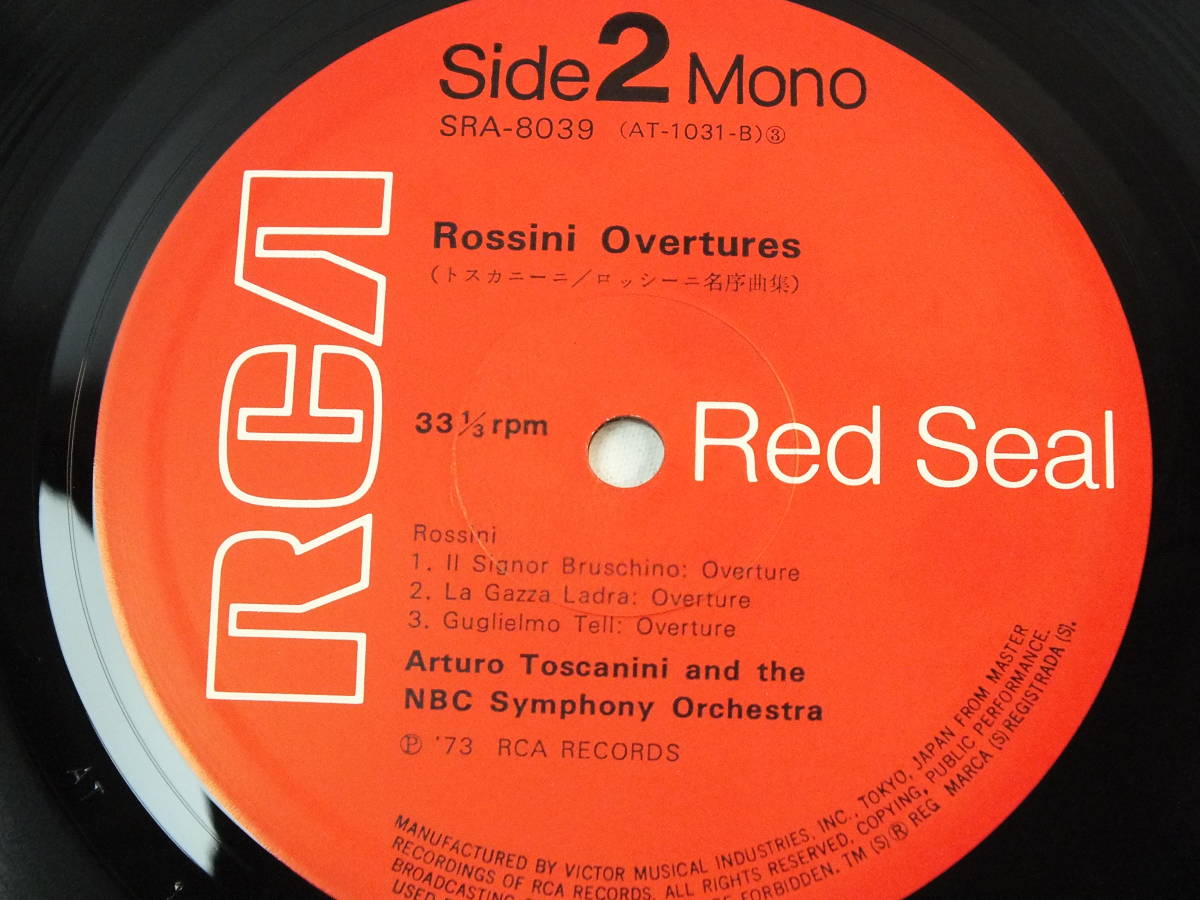 Side 2 Mono
SRA-8039 (AT-1031-B)③
RCA
Rossini Overtures
(トスカニーニ/ロッシーニ名序曲集)
33 1/3 rpm
Red Seal
Rossini
1. Il Signor Bruschino: Overture
2. La Gazza Ladra: Overture
3. Guglielmo Tell: Overture
Arturo Toscanini and the
NBC Symphony Orchestra
℗ '73 RCA RECORDS
MANUFACTURED BY VICTOR MUSICAL INDUSTRIES, INC., TOKYO, JAPAN FROM MASTER
RECORDINGS OF RCA RECORDS. ALL RIGHTS RESERVED, COPYING, PUBLIC PERFORMANCE.
BROADCASTING BE FORBIDDEN. TM (S) ® REG MARCA (S) REGISTRADA (S).
USED